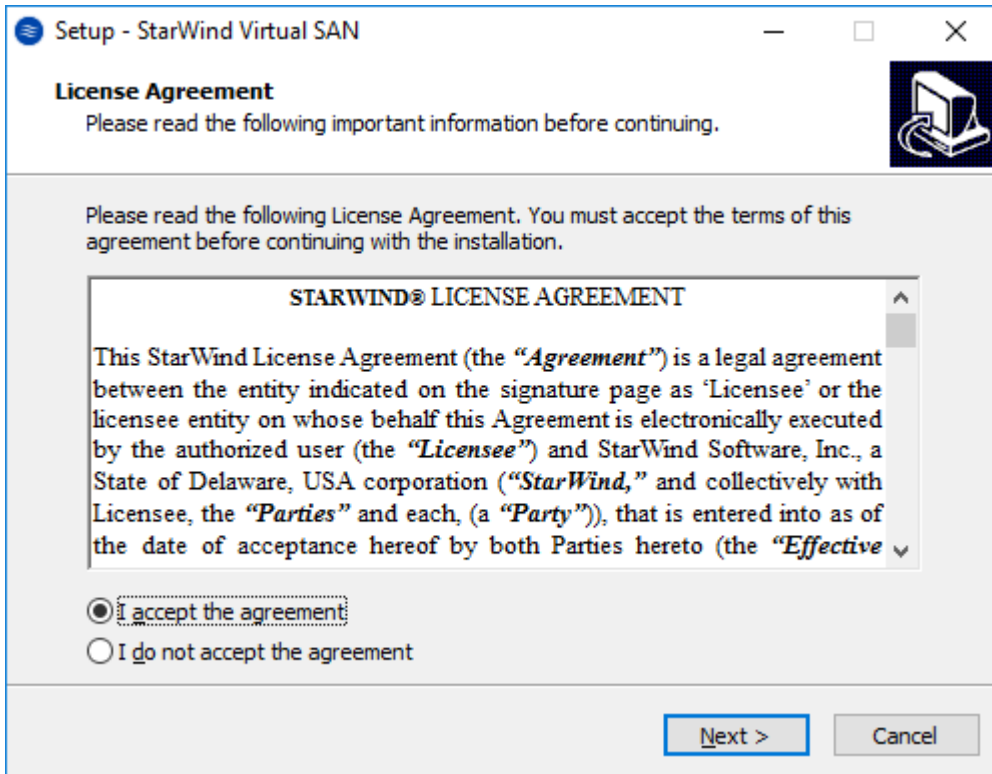 Setup - StarWind Virtual SAN
License Agreement
Please read the following important information before continuing.
Please read the following License Agreement. You must accept the terms of this
agreement before continuing with the installation.
STARWIND® LICENSE AGREEMENT
This StarWind License Agreement (the “Agreement”) is a legal agreement
between the entity indicated on the signature page as ‘Licensee’ or the
licensee entity on whose behalf this Agreement is electronically executed
by the authorized user (the “Licensee”) and StarWind Software, Inc., a
State of Delaware, USA corporation (“StarWind,” and collectively with
Licensee, the “Parties” and each, (a “Party”)), that is entered into as of
the date of acceptance hereof by both Parties hereto (the “Effective
I accept the agreement
I do not accept the agreement
Next >
Cancel